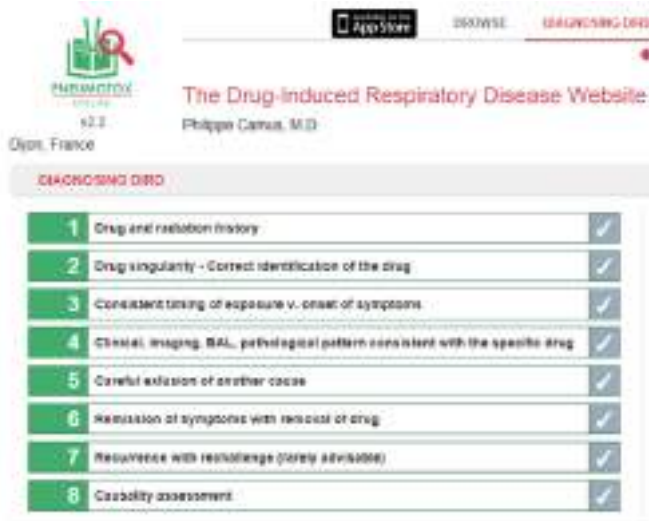 App Store
BROWSE
DIAGNOSING DIRD
PNEUMOTOX
v2.2
The Drug-Induced Respiratory Disease Website
Philippe Camus, M.D
Dijon, France
DIAGNOSING DIRD
1 Drug and radiation history
2 Drug singularity - Correct identification of the drug
3 Consistent timing of exposure v. onset of symptoms
4 Clinical, imaging, BAL, pathological pattern consistent with the specific drug
5 Careful exlusion of another cause
6 Remission of symptoms with removal of drug
7 Recurrence with rechallenge (rarely advisable)
8 Causality assessment